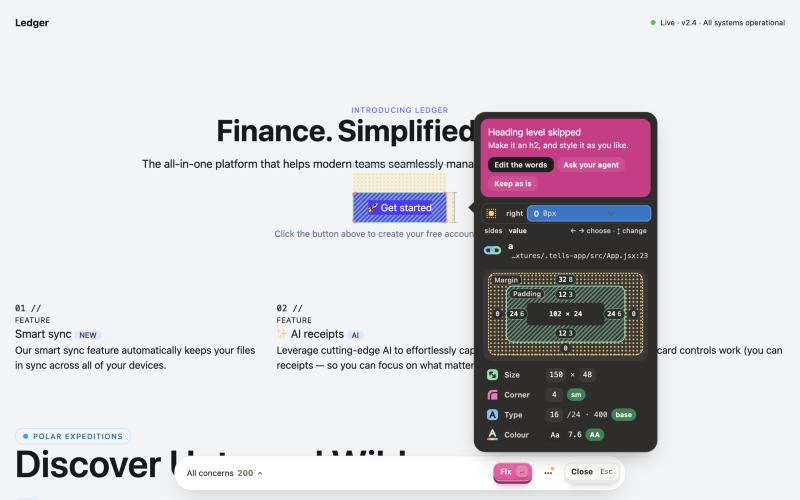 Ledger
Live · v2.4 · All systems operational
INTRODUCING LEDGER
Finance. Simplified
The all-in-one platform that helps modern teams seamlessly mana
🚀 Get started
Click the button above to create your free accoun
Heading level skipped
Make it an h2, and style it as you like.
Edit the words
Ask your agent
Keep as is
right 0 0px
sides value ← → choose · ↕ change
a
…xtures/.tells-app/src/App.jsx:23
Margin 32 8
Padding 12 3
0 24 6 102 × 24 24 6 0
12 3
0
Size 150 × 48
Corner 4 sm
Type 16 /24 · 400 base
Colour Aa 7.6 AA
01 //
FEATURE
Smart sync NEW
Our smart sync feature automatically keeps your files
in sync across all of your devices.
02 //
FEATURE
✨ AI receipts AI
Leverage cutting-edge AI to effortlessly cap
receipts — so you can focus on what matter
card controls work (you can
POLAR EXPEDITIONS
Discover
All concerns 200
Fix
Close Esc